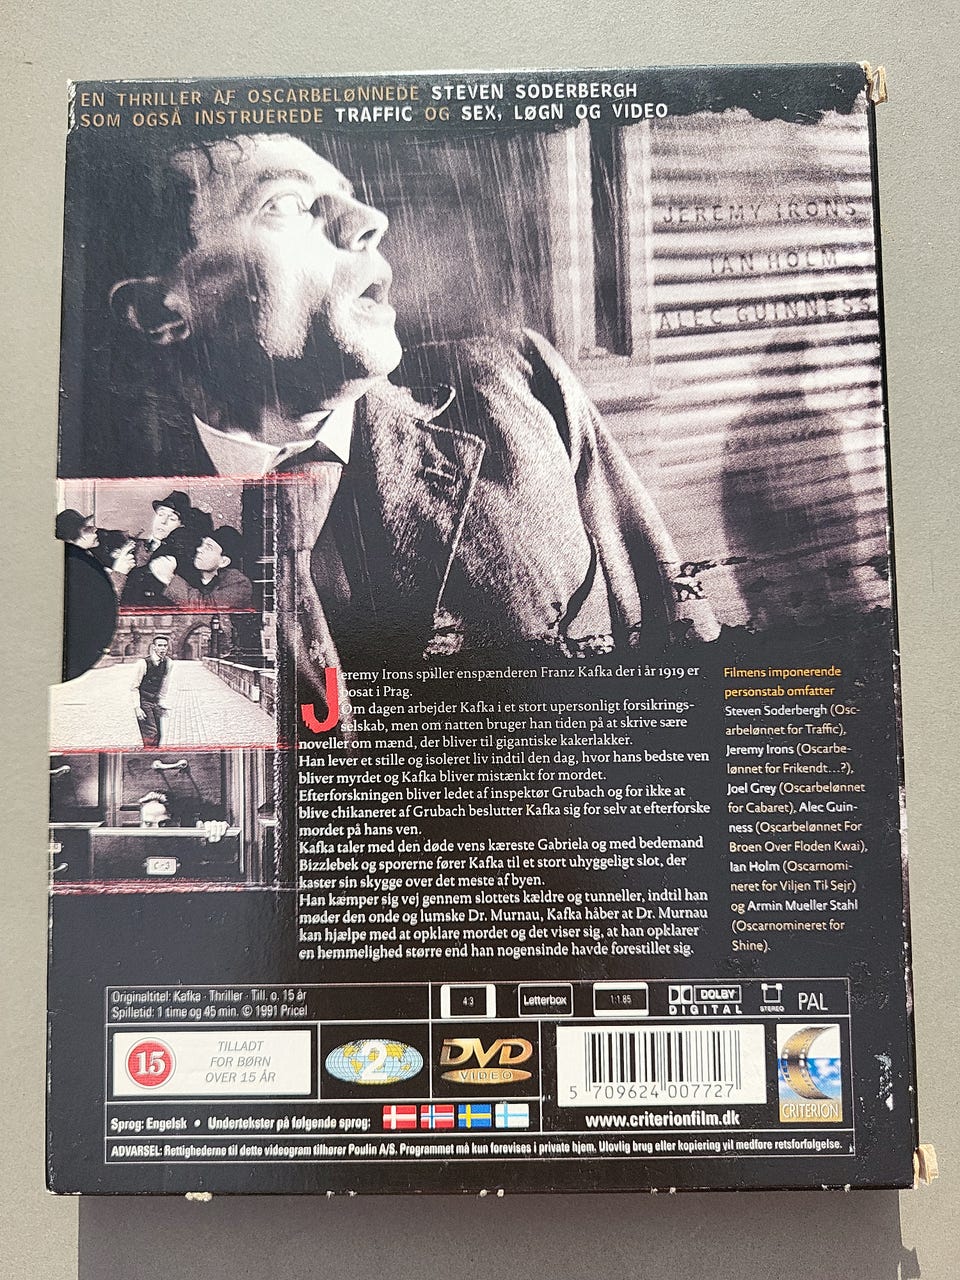 EN THRILLER AF OSCARBELØNNEDE STEVEN SODERBERGH
SOM OGSÅ INSTRUEREDE TRAFFIC OG SEX, LØGN OG VIDEO
JEREMY IRONS
IAN HOLM
ALEC GUINNESS
Jeremy Irons spiller enspænderen Franz Kafka der i år 1919 er
bosat i Prag.
Om dagen arbejder Kafka i et stort upersonligt forsikrings-
selskab, men om natten bruger han tiden på at skrive sære
noveller om mænd, der bliver til gigantiske kakerlakker.
Han lever et stille og isoleret liv indtil den dag, hvor hans bedste ven
bliver myrdet og Kafka bliver mistænkt for mordet.
Efterforskningen bliver ledet af inspektør Grubach og for ikke at
blive chikaneret af Grubach beslutter Kafka sig for selv at efterforske
mordet på hans ven.
Kafka taler med den døde vens kæreste Gabriela og med bedemand
Bizzlebek og sporerne fører Kafka til et stort uhyggeligt slot, der
kaster sin skygge over det meste af byen.
Han kæmper sig vej gennem slottets kældre og tunneller, indtil han
møder den onde og lumske Dr. Murnau, Kafka håber at Dr. Murnau
kan hjælpe med at opklare mordet og det viser sig, at han opklarer
en hemmelighed større end han nogensinde havde forestillet sig.
Filmens imponerende
personstab omfatter
Steven Soderbergh (Osc-
arbelønnet for Traffic),
Jeremy Irons (Oscarbe-
lønnet for Frikendt...?),
Joel Grey (Oscarbelønnet
for Cabaret), Alec Guin-
ness (Oscarbelønnet For
Broen Over Floden Kwai),
Ian Holm (Oscarnomi-
neret for Viljen Til Sejr)
og Armin Mueller Stahl
(Oscarnomineret for
Shine).
C-3
Originaltitel: Kafka · Thriller · Till. o. 15 år
Spilletid: 1 time og 45 min. © 1991 Pricel
4:3
Letterbox
1:1.85
DOLBY
DIGITAL
STEREO
PAL
15
TILLADT
FOR BØRN
OVER 15 ÅR
2
DVD
VIDEO
5 709624 007727
CRITERION
Sprog: Engelsk • Undertekster på følgende sprog:
www.criterionfilm.dk
ADVARSEL: Rettighederne til dette videogram tilhører Poulin A/S. Programmet må kun forevises i private hjem. Ulovlig brug eller kopiering vil medføre retsforfølgelse.